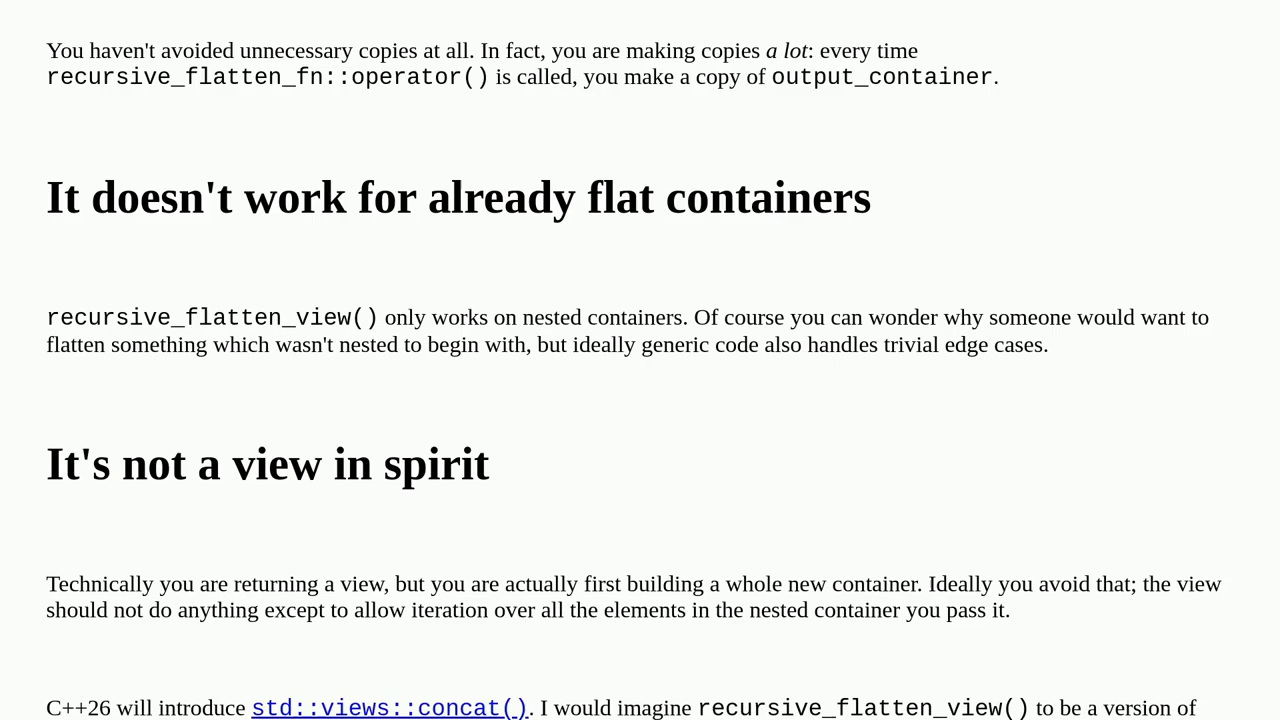 You haven't avoided unnecessary copies at all. In fact, you are making copies a lot: every time
recursive_flatten_fn::operator() is called, you make a copy of output_container.
It doesn't work for already flat containers
recursive_flatten_view() only works on nested containers. Of course you can wonder why someone would want to
flatten something which wasn't nested to begin with, but ideally generic code also handles trivial edge cases.
It's not a view in spirit
Technically you are returning a view, but you are actually first building a whole new container. Ideally you avoid that; the view
should not do anything except to allow iteration over all the elements in the nested container you pass it.
C++26 will introduce std::views::concat(). I would imagine recursive_flatten_view() to be a version of